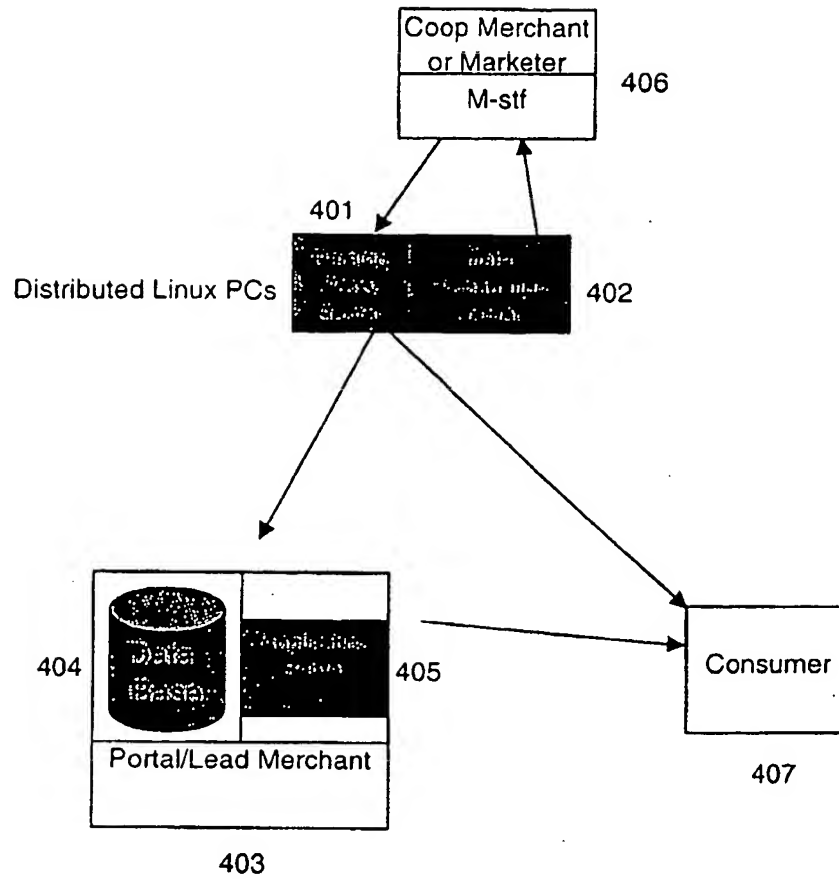 Coop Merchant
or Marketer
M-stf
406
401
Distributed Linux PCs
402
404
Data
Base
405
Portal/Lead Merchant
403
Consumer
407